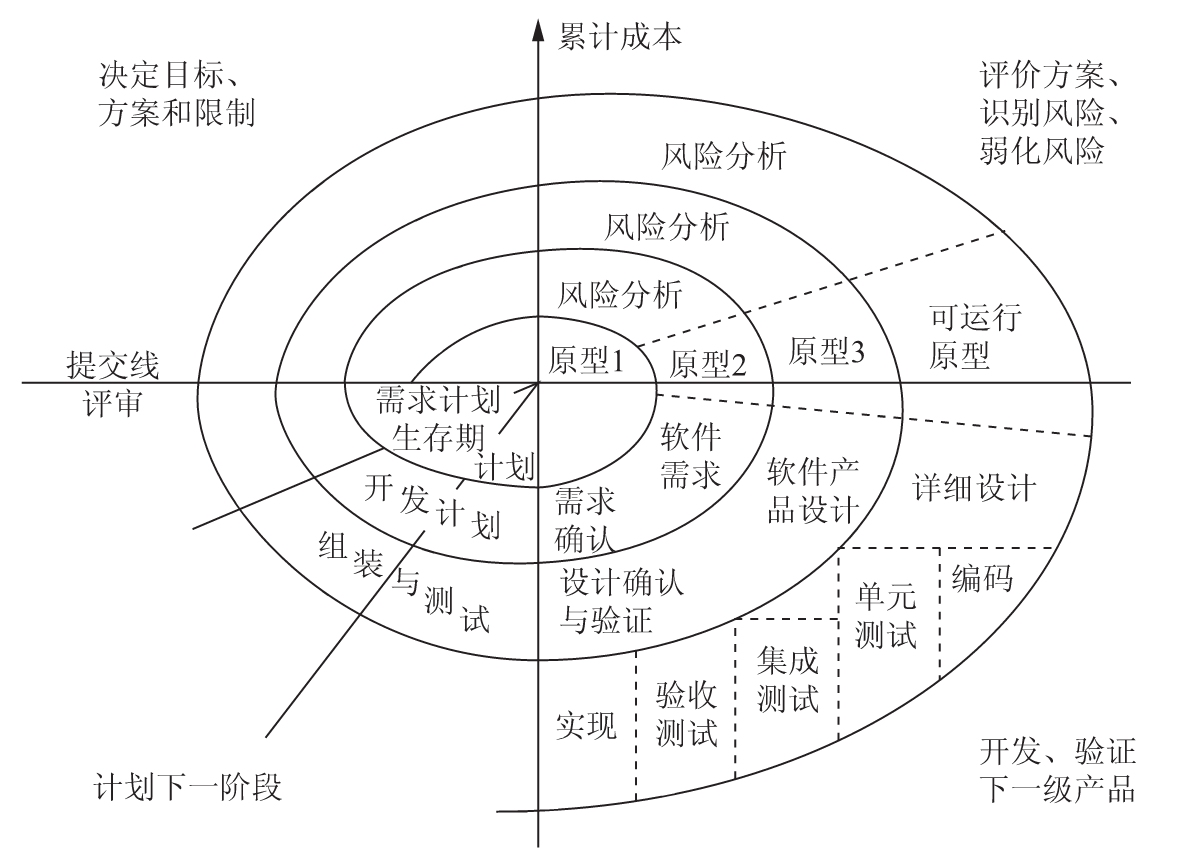 累计成本
决定目标、
方案和限制
评价方案、
识别风险、
弱化风险
风险分析
风险分析
风险分析
可运行
原型
原型1
原型2
原型3
提交线
评审
需求计划
生存期
计划
开发计划
组装与测试
软件
需求
软件产
品设计
详细设计
需求
确认
设计确认
与验证
编码
单元
测试
集成
测试
验收
测试
实现
计划下一阶段
开发、验证
下一级产品